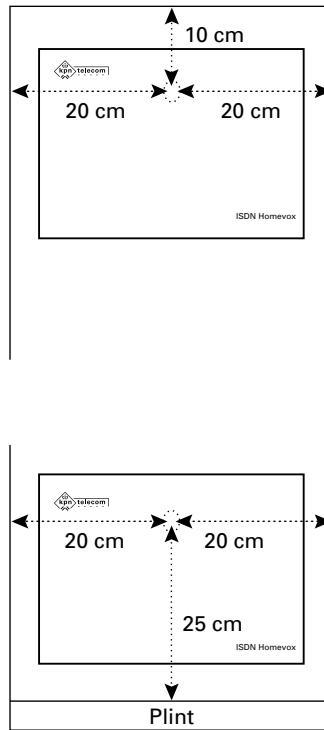 10 cm
kpn telecom
20 cm 20 cm
ISDN Homevox
kpn telecom
20 cm 20 cm
25 cm
ISDN Homevox
Plint